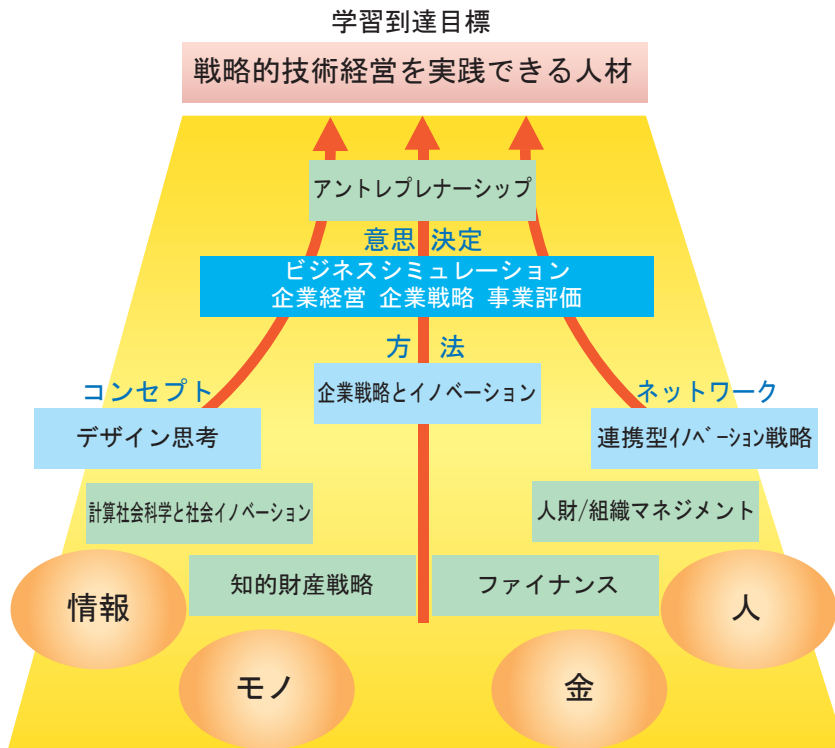 学習到達目標
戦略的技術経営を実践できる人材
アントレプレナーシップ
意思決定
ビジネスシミュレーション
企業経営 企業戦略 事業評価
方法
企業戦略とイノベーション
コンセプト
デザイン思考
ネットワーク
連携型イノベーション戦略
計算社会科学と社会イノベーション
人財/組織マネジメント
知的財産戦略
ファイナンス
情報
人
モノ
金